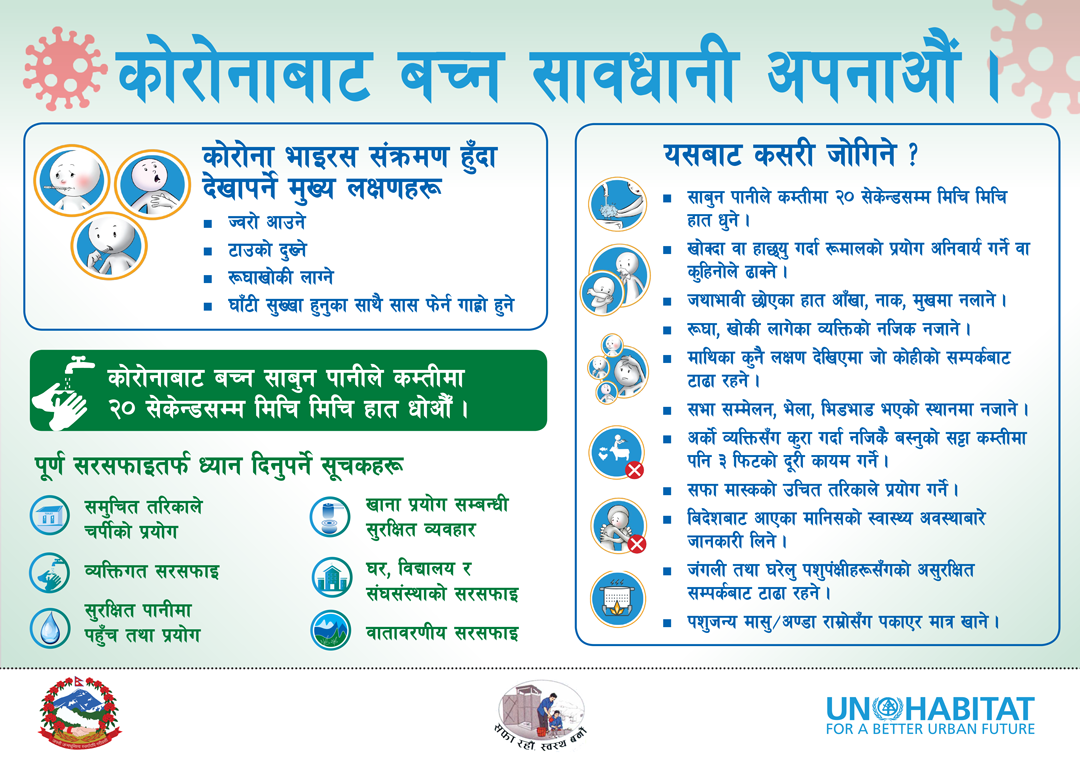 कोरोनाबाट बच्न सावधानी अपनाऔं ।
कोरोना भाइरस संक्रमण हुँदा
देखापर्ने मुख्य लक्षणहरू
▪ ज्वरो आउने
▪ टाउको दुख्ने
▪ रूघाखोकी लाग्ने
▪ घाँटी सुख्खा हुनुका साथै सास फेर्न गाह्रो हुने
कोरोनाबाट बच्न साबुन पानीले कम्तीमा
२० सेकेन्डसम्म मिचि मिचि हात धोऔँ ।
पूर्ण सरसफाइतर्फ ध्यान दिनुपर्ने सूचकहरू
समुचित तरिकाले
चर्पीको प्रयोग
व्यक्तिगत सरसफाइ
सुरक्षित पानीमा
पहुँच तथा प्रयोग
खाना प्रयोग सम्बन्धी
सुरक्षित व्यवहार
घर, विद्यालय र
संघसंस्थाको सरसफाइ
वातावरणीय सरसफाइ
यसबाट कसरी जोगिने ?
▪ साबुन पानीले कम्तीमा २० सेकेन्डसम्म मिचि मिचि
हात धुने ।
▪ खोक्दा वा हाछ्यु गर्दा रूमालको प्रयोग अनिवार्य गर्ने वा
कुहिनोले ढाक्ने ।
▪ जथाभावी छोएका हात आँखा, नाक, मुखमा नलाने ।
▪ रूघा, खोकी लागेका व्यक्तिको नजिक नजाने ।
▪ माथिका कुनै लक्षण देखिएमा जो कोहीको सम्पर्कबाट
टाढा रहने ।
▪ सभा सम्मेलन, भेला, भिडभाड भएको स्थानमा नजाने ।
▪ अर्को व्यक्तिसँग कुरा गर्दा नजिकै बस्नुको सट्टा कम्तीमा
पनि ३ फिटको दूरी कायम गर्ने ।
▪ सफा मास्कको उचित तरिकाले प्रयोग गर्ने ।
▪ बिदेशबाट आएका मानिसको स्वास्थ्य अवस्थाबारे
जानकारी लिने ।
▪ जंगली तथा घरेलु पशुपंक्षीहरूसँगको असुरक्षित
सम्पर्कबाट टाढा रहने ।
▪ पशुजन्य मासु/अण्डा राम्रोसँग पकाएर मात्र खाने ।
सफा रहौं, स्वस्थ बनौं
UN HABITAT
FOR A BETTER URBAN FUTURE